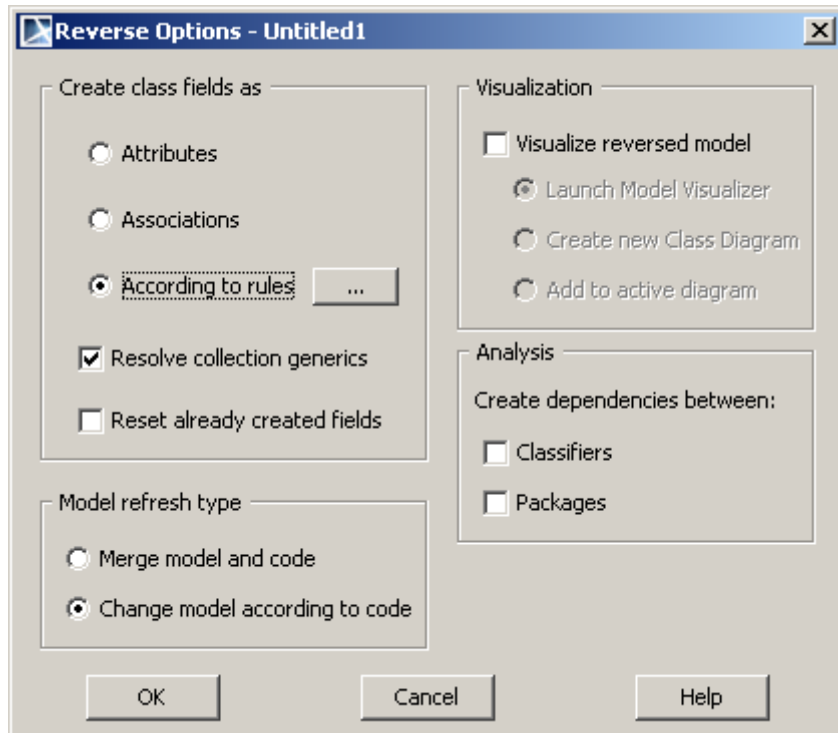 Reverse Options - Untitled1
Create class fields as
Attributes
Associations
According to rules
...
Resolve collection generics
Reset already created fields
Model refresh type
Merge model and code
Change model according to code
Visualization
Visualize reversed model
Launch Model Visualizer
Create new Class Diagram
Add to active diagram
Analysis
Create dependencies between:
Classifiers
Packages
OK
Cancel
Help